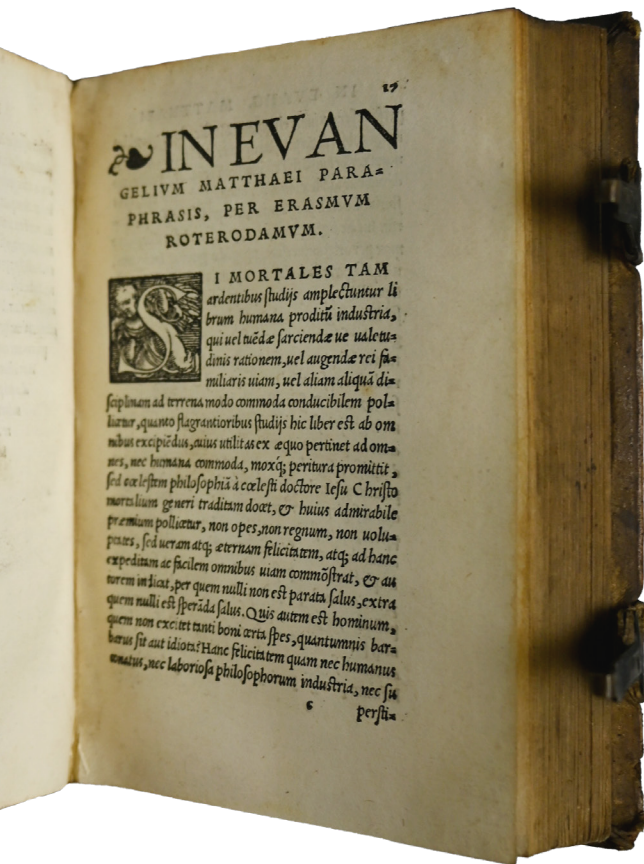 17
IN EVAN
GELIVM MATTHAEI PARA=
PHRASIS, PER ERASMVM
ROTERODAMVM.
SI MORTALES TAM
ardentibus studijs amplectuntur li
brum humana proditū industria,
qui uel tuēdæ sarciendæ ue ualetu=
dinis rationem, uel augendæ rei fa=
miliaris uiam, uel aliam aliquā di=
sciplinam ad terrena modo commoda conducibilem pol=
licetur, quanto flagrantioribus studijs hic liber est ab om
nibus excipiēdus, cuius utilitas ex æquo pertinet ad om=
nes, nec humana commoda, moxq; peritura promittit,
sed cœlestem philosophiā à cœlesti doctore Iesu Christo
mortalium generi traditam docet, & huius admirabile
præmium pollicetur, non opes, non regnum, non uolu=
ptates, sed ueram atq; æternam felicitatem, atq; ad hanc
expeditam ac facilem omnibus uiam commōstrat, & au
torem indicat, per quem nulli non est parata salus, extra
quem nulli est sperāda salus. Quis autem est hominum,
quem non excitet tanti boni certa spes, quantumnis bar=
barus sit aut idiota? Hanc felicitatem quam nec humanus
conatus, nec laboriosa philosophorum industria, nec su
c
persti=